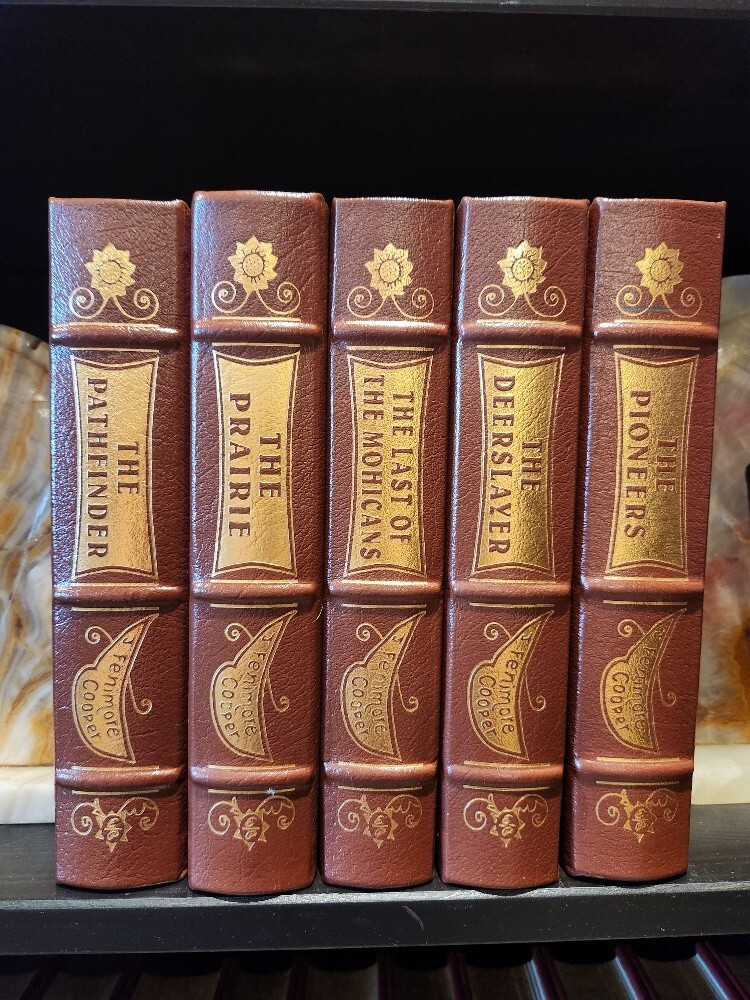 THE
PATHFINDER
J Fenimore
Cooper
THE
PRAIRIE
J Fenimore
Cooper
THE LAST OF
THE MOHICANS
J Fenimore
Cooper
THE
DEERSLAYER
J Fenimore
Cooper
THE
PIONEERS
J Fenimore
Cooper